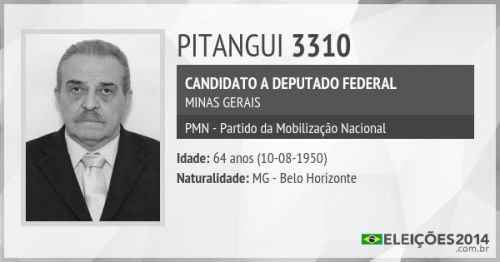 PITANGUI 3310
CANDIDATO A DEPUTADO FEDERAL
MINAS GERAIS
PMN - Partido da Mobilização Nacional
Idade: 64 anos (10-08-1950)
Naturalidade: MG - Belo Horizonte
ELEIÇÕES2014
.com.br